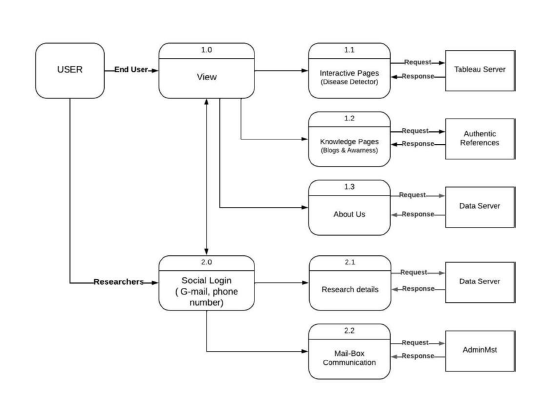 USER
End User
1.0
View
1.1
Interactive Pages
(Disease Detector)
Request
Response
Tableau Server
1.2
Knowledge Pages
(Blogs & Awarness)
Request
Response
Authentic
References
1.3
About Us
Request
Response
Data Server
Researchers
2.0
Social Login
( G-mail, phone
number)
2.1
Research details
Request
Response
Data Server
2.2
Mail-Box
Communication
Request
Response
AdminMst